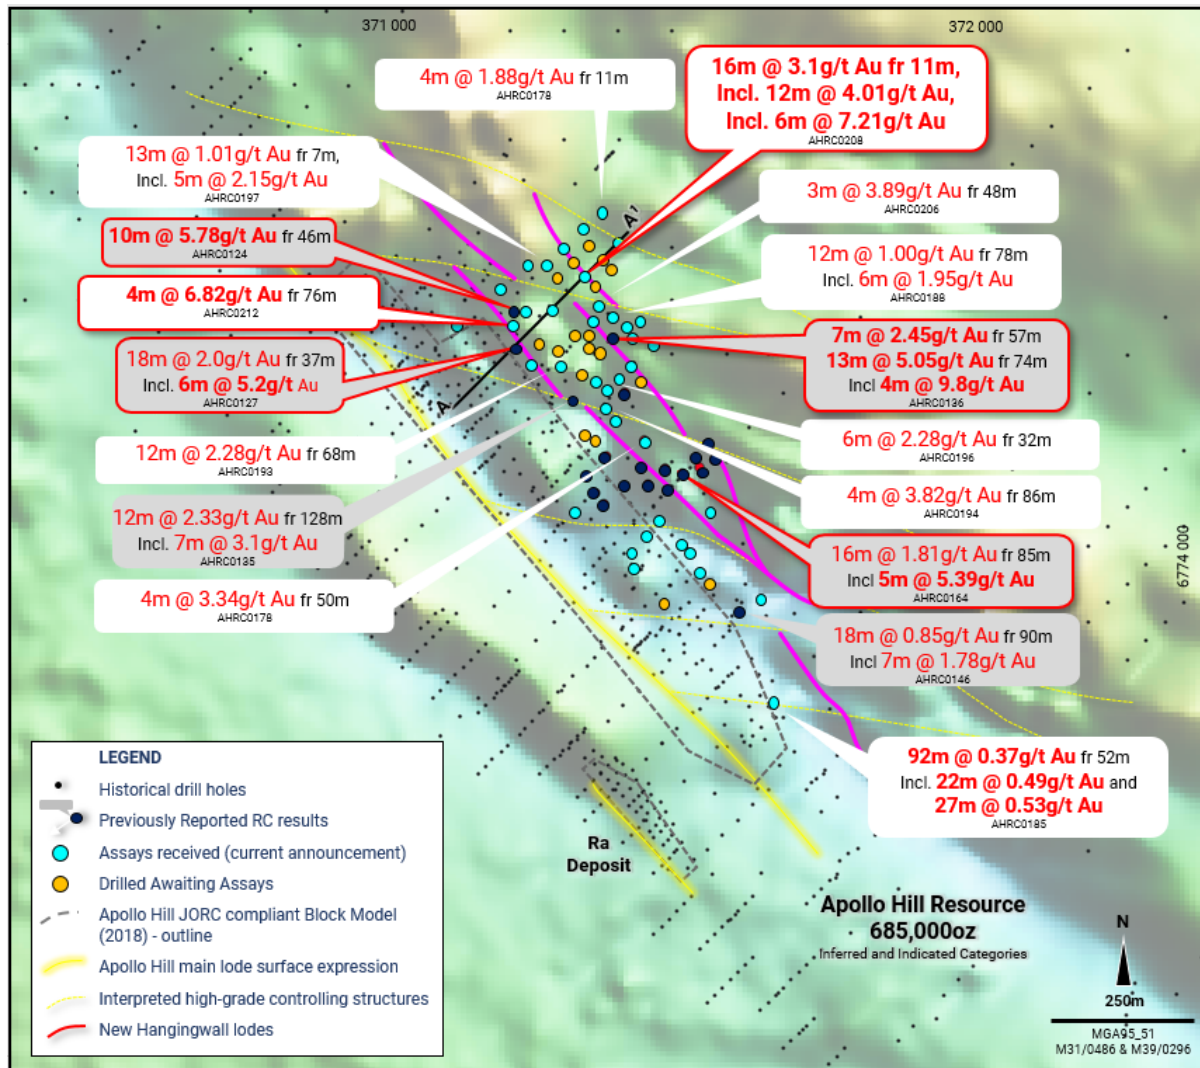 371 000
372 000
4m @ 1.88g/t Au fr 11m
AHRC0178
16m @ 3.1g/t Au fr 11m,
Incl. 12m @ 4.01g/t Au,
Incl. 6m @ 7.21g/t Au
AHRC0208
13m @ 1.01g/t Au fr 7m,
Incl. 5m @ 2.15g/t Au
AHRC0197
3m @ 3.89g/t Au fr 48m
AHRC0206
10m @ 5.78g/t Au fr 46m
AHRC0124
A'
12m @ 1.00g/t Au fr 78m
Incl. 6m @ 1.95g/t Au
AHRC0188
4m @ 6.82g/t Au fr 76m
AHRC0212
7m @ 2.45g/t Au fr 57m
13m @ 5.05g/t Au fr 74m
Incl 4m @ 9.8g/t Au
AHRC0136
18m @ 2.0g/t Au fr 37m
Incl. 6m @ 5.2g/t Au
AHRC0127
A
6m @ 2.28g/t Au fr 32m
AHRC0196
12m @ 2.28g/t Au fr 68m
AHRC0193
4m @ 3.82g/t Au fr 86m
AHRC0194
12m @ 2.33g/t Au fr 128m
Incl. 7m @ 3.1g/t Au
AHRC0135
6774 000
16m @ 1.81g/t Au fr 85m
Incl 5m @ 5.39g/t Au
AHRC0164
4m @ 3.34g/t Au fr 50m
AHRC0178
18m @ 0.85g/t Au fr 90m
Incl 7m @ 1.78g/t Au
AHRC0146
92m @ 0.37g/t Au fr 52m
Incl. 22m @ 0.49g/t Au and
27m @ 0.53g/t Au
AHRC0185
LEGEND
Historical drill holes
Previously Reported RC results
Assays received (current announcement)
Drilled Awaiting Assays
Apollo Hill JORC compliant Block Model
(2018) - outline
Apollo Hill main lode surface expression
Interpreted high-grade controlling structures
New Hangingwall lodes
Ra
Deposit
Apollo Hill Resource
685,000oz
Inferred and Indicated Categories
N
250m
MGA95_51
M31/0486 & M39/0296